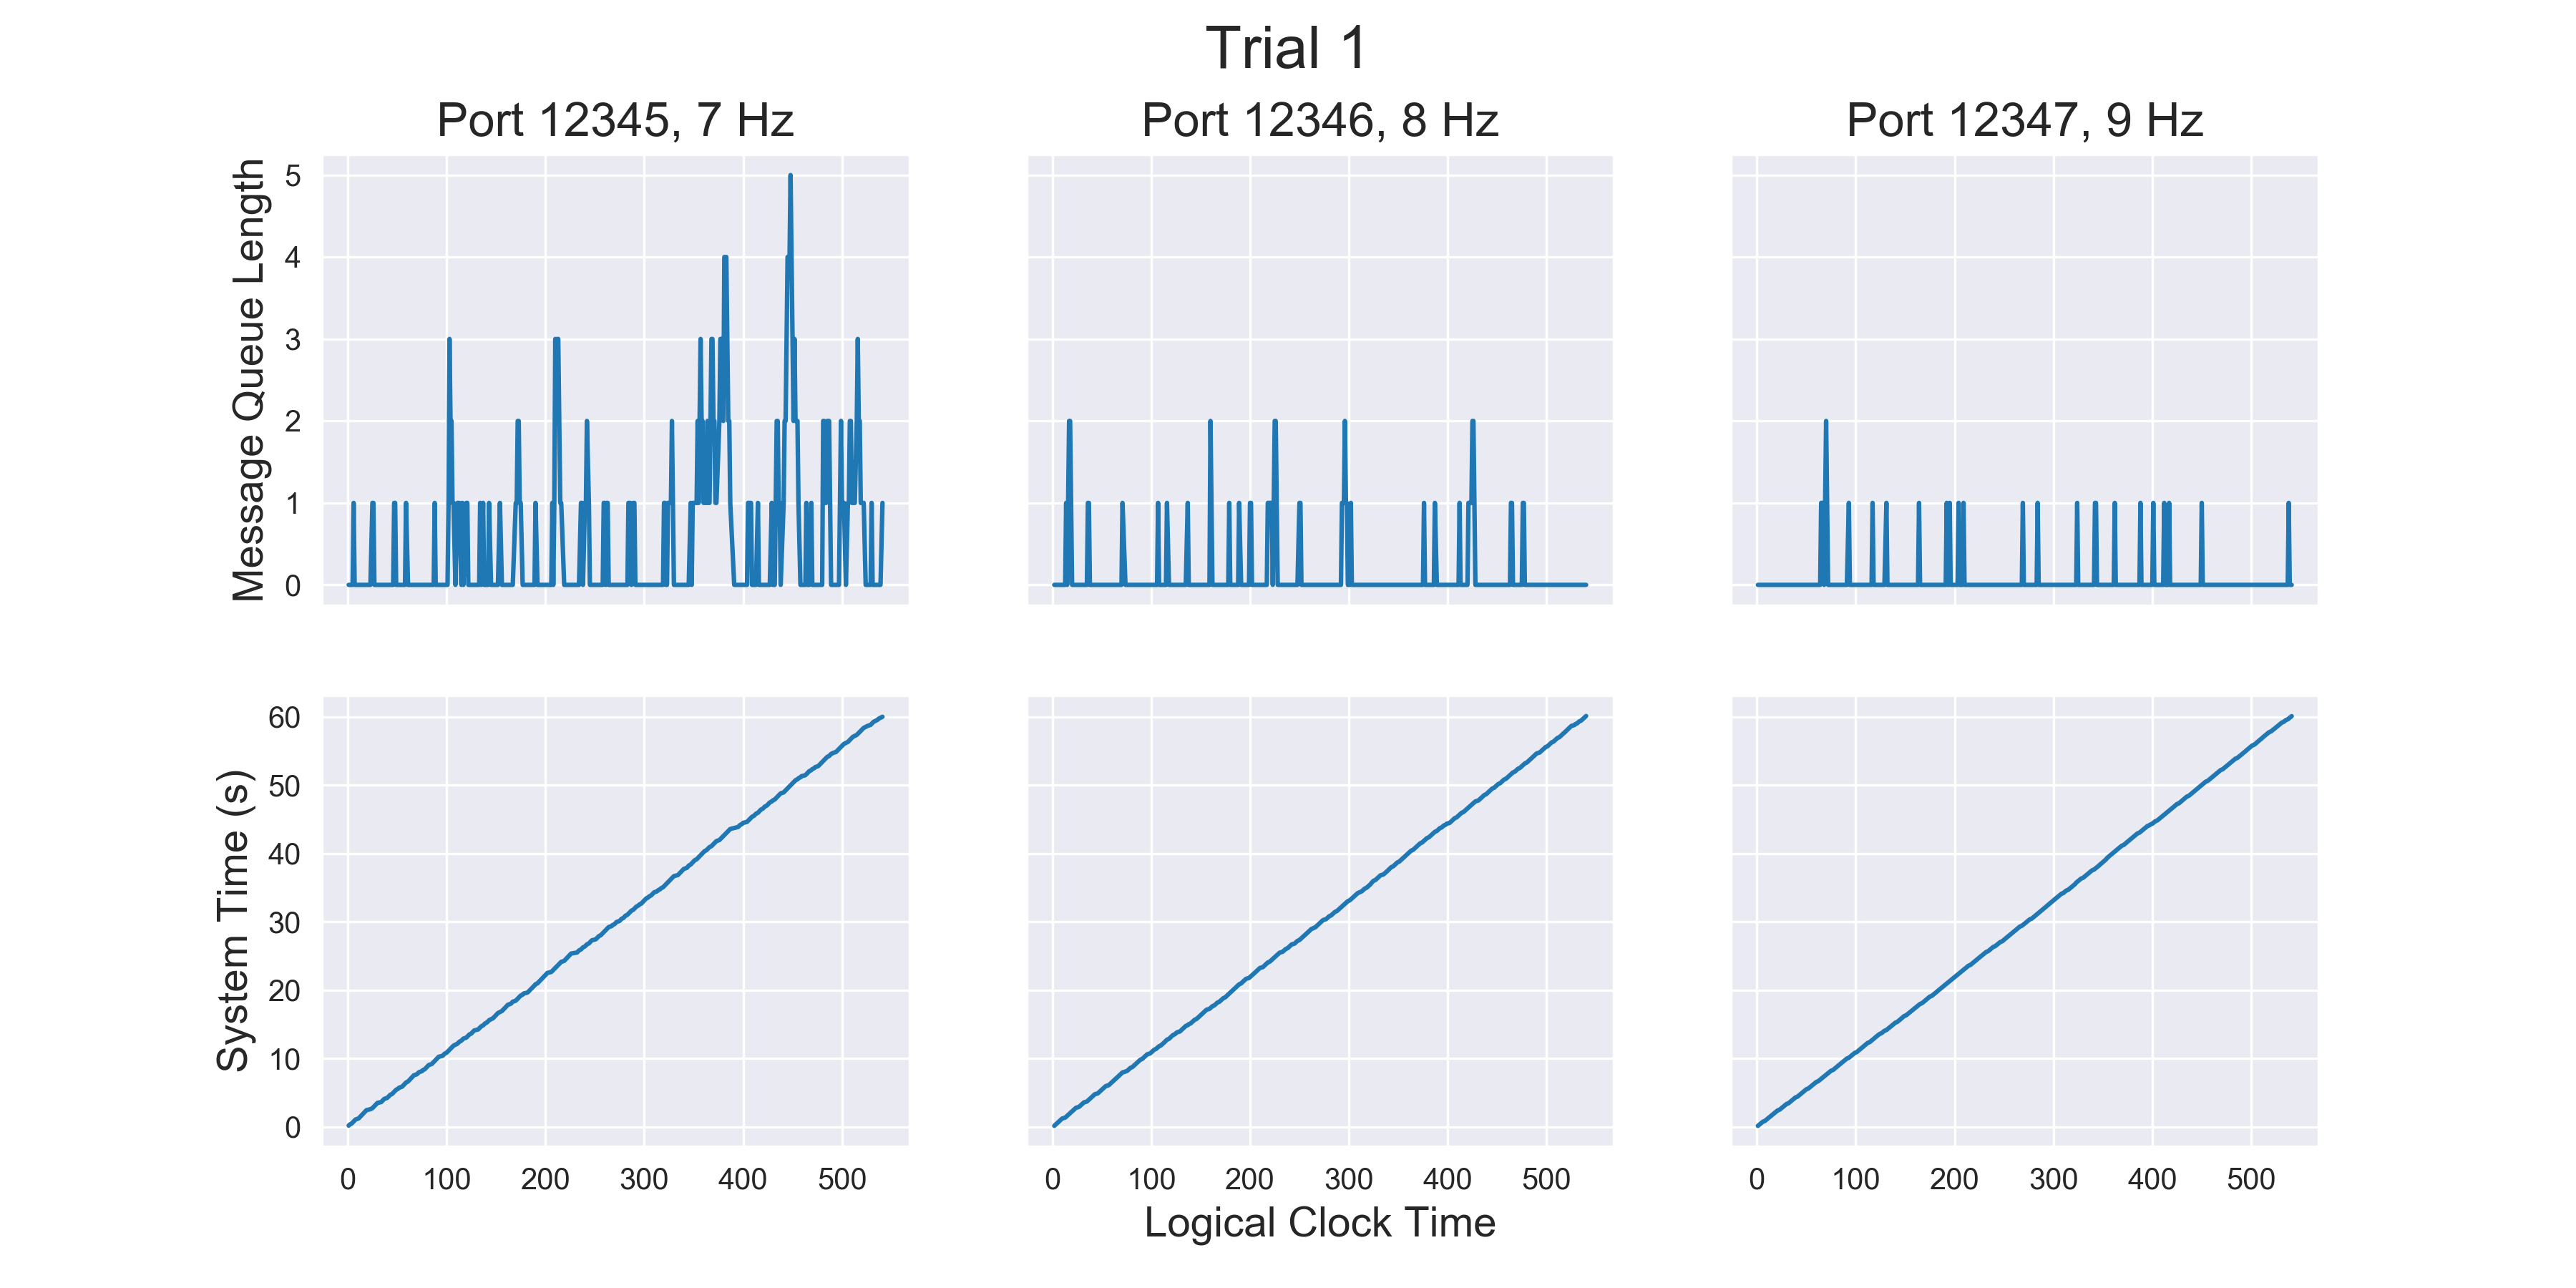 Trial 1
Port 12345, 7 Hz
Port 12346, 8 Hz
Port 12347, 9 Hz
Message Queue Length
5
4
3
2
1
0
System Time (s)
60
50
40
30
20
10
0
0 100 200 300 400 500
0 100 200 300 400 500
0 100 200 300 400 500
Logical Clock Time